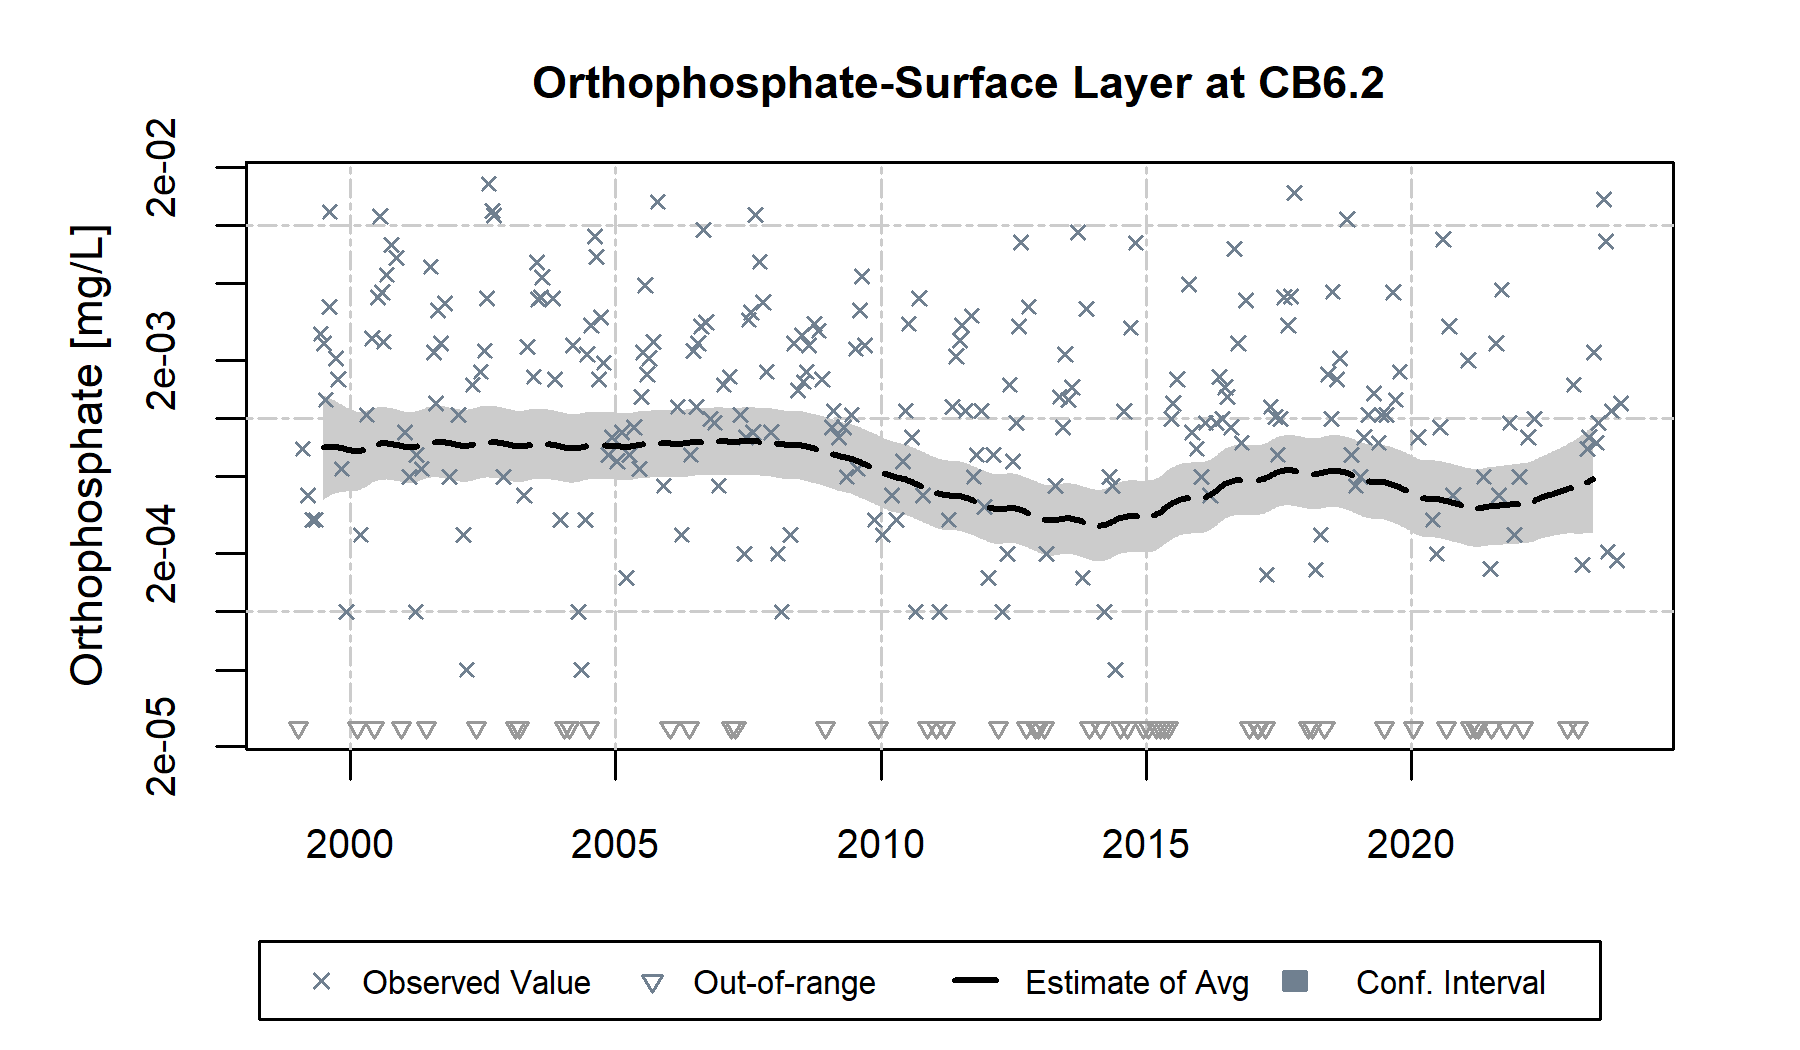 Orthophosphate-Surface Layer at CB6.2
Orthophosphate [mg/L]
2e-02
2e-03
2e-04
2e-05
2000 2005 2010 2015 2020
Observed Value Out-of-range Estimate of Avg Conf. Interval